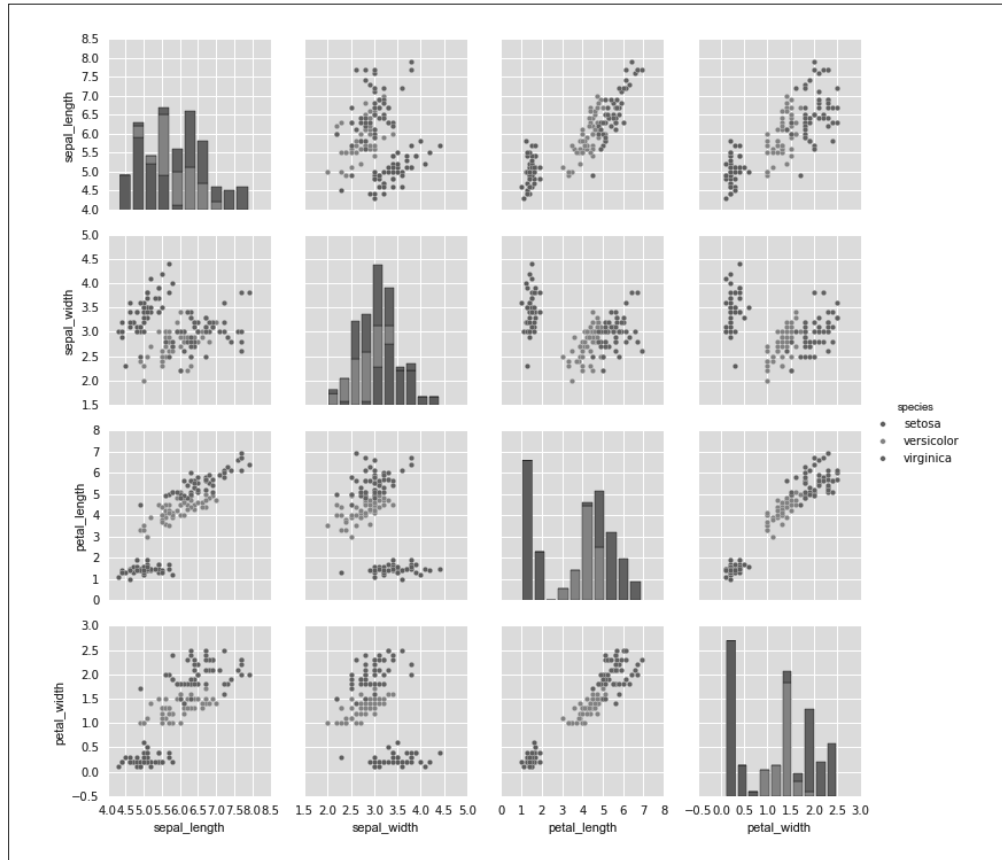 8.5
8.0
7.5
7.0
6.5
6.0
5.5
5.0
4.5
4.0
sepal_length
5.0
4.5
4.0
3.5
3.0
2.5
2.0
1.5
sepal_width
species
setosa
versicolor
virginica
8
7
6
5
4
3
2
1
0
petal_length
3.0
2.5
2.0
1.5
1.0
0.5
0.0
−0.5
petal_width
4.0 4.5 5.0 5.5 6.0 6.5 7.0 7.5 8.0 8.5
sepal_length
1.5 2.0 2.5 3.0 3.5 4.0 4.5 5.0
sepal_width
0 1 2 3 4 5 6 7 8
petal_length
−0.5 0.0 0.5 1.0 1.5 2.0 2.5 3.0
petal_width